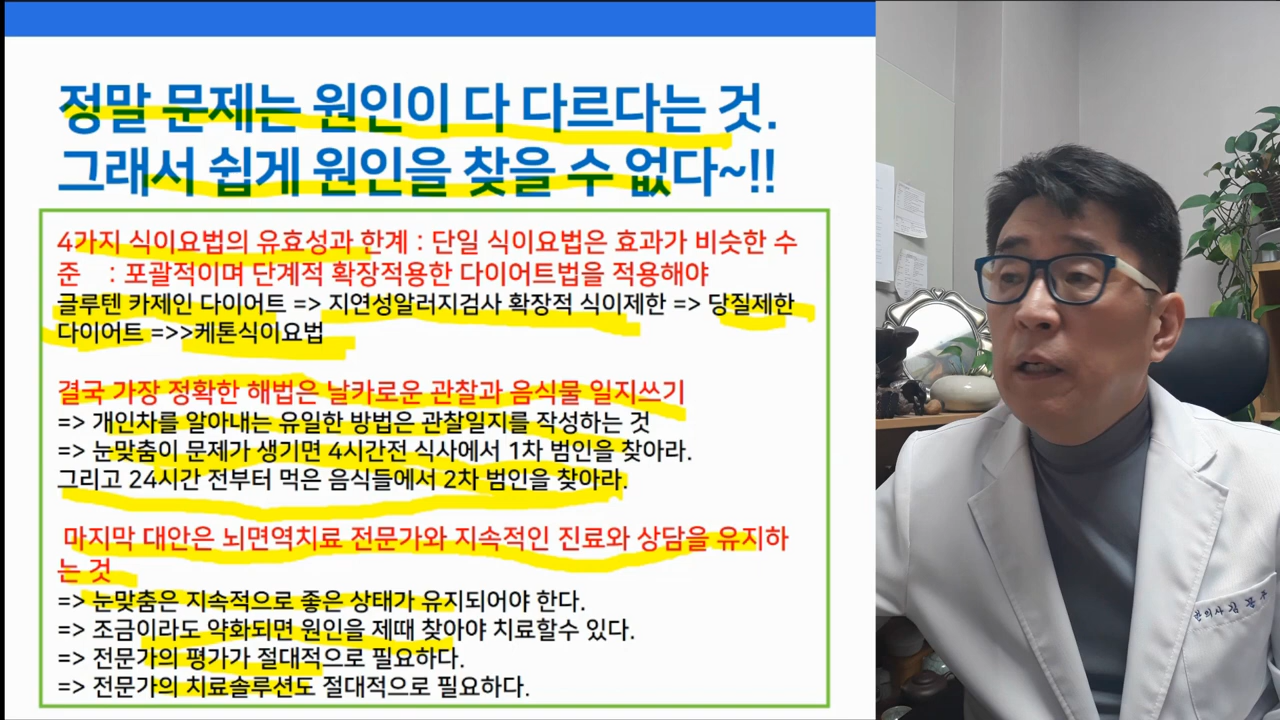 정말 문제는 원인이 다 다르다는 것.
그래서 쉽게 원인을 찾을 수 없다~!!
4가지 식이요법의 유효성과 한계 : 단일 식이요법은 효과가 비슷한 수
준 : 포괄적이며 단계적 확장적용한 다이어트법을 적용해야
글루텐 카제인 다이어트 => 지연성알러지검사 확장적 식이제한 => 당질제한
다이어트 =>>케톤식이요법
결국 가장 정확한 해법은 날카로운 관찰과 음식물 일지쓰기
=> 개인차를 알아내는 유일한 방법은 관찰일지를 작성하는 것
=> 눈맞춤이 문제가 생기면 4시간전 식사에서 1차 범인을 찾아라.
그리고 24시간 전부터 먹은 음식들에서 2차 범인을 찾아라.
마지막 대안은 뇌면역치료 전문가와 지속적인 진료와 상담을 유지하
는 것
=> 눈맞춤은 지속적으로 좋은 상태가 유지되어야 한다.
=> 조금이라도 약화되면 원인을 제때 찾아야 치료할수 있다.
=> 전문가의 평가가 절대적으로 필요하다.
=> 전문가의 치료솔루션도 절대적으로 필요하다.